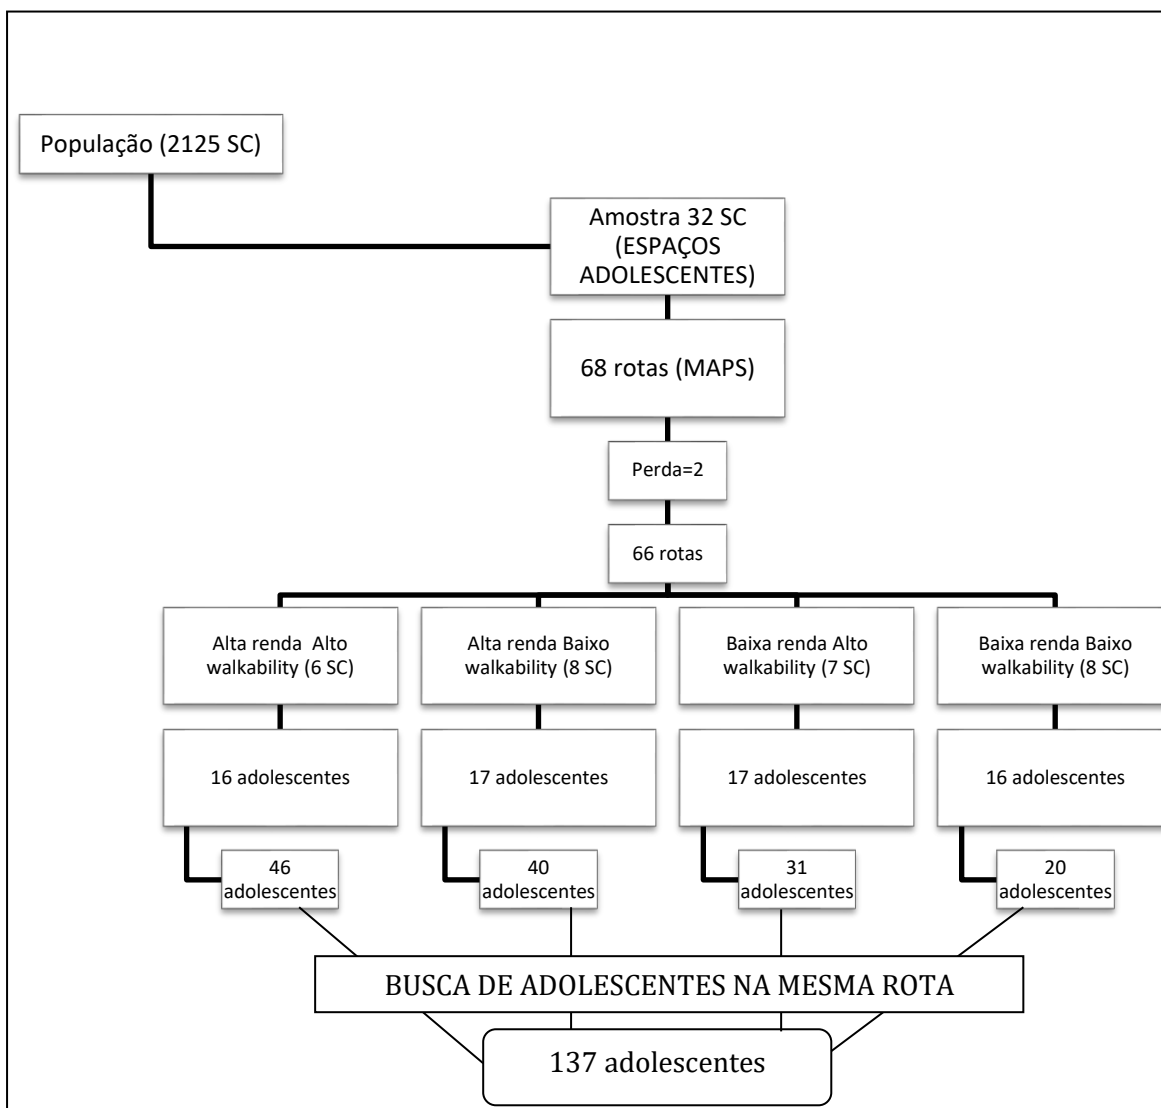 População (2125 SC)
Amostra 32 SC
(ESPAÇOS
ADOLESCENTES)
68 rotas (MAPS)
Perda=2
66 rotas
Alta renda  Alto
walkability (6 SC)
Alta renda Baixo
walkability (8 SC)
Baixa renda Alto
walkability (7 SC)
Baixa renda Baixo
walkability (8 SC)
16 adolescentes
17 adolescentes
17 adolescentes
16 adolescentes
46
adolescentes
40
adolescentes
31
adolescentes
20
adolescentes
BUSCA DE ADOLESCENTES NA MESMA ROTA
137 adolescentes